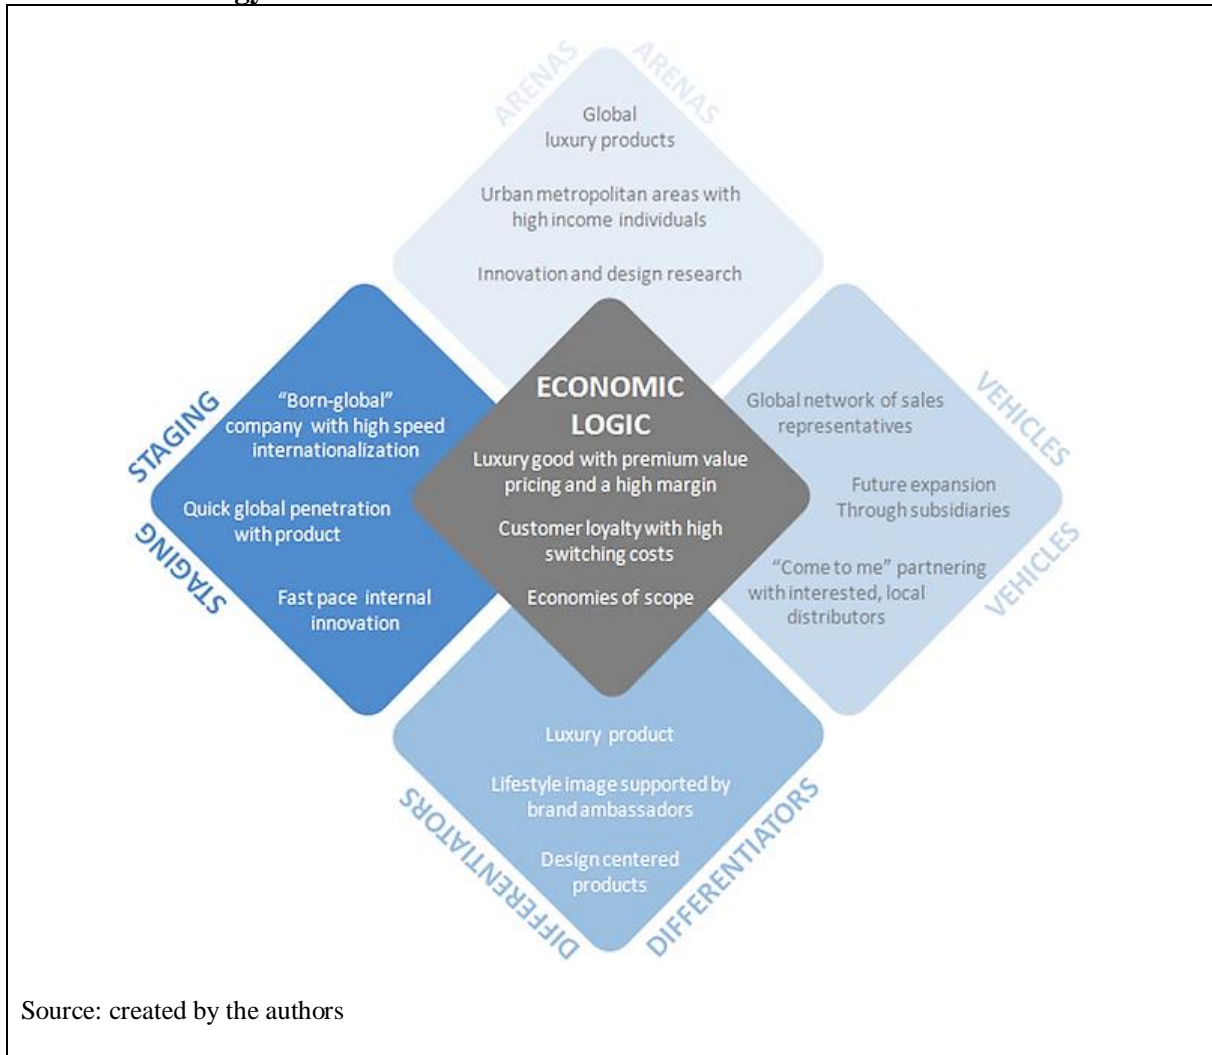 ARENAS
ARENAS
Global
luxury products
Urban metropolitan areas with
high income individuals
Innovation and design research
STAGING
STAGING
“Born-global”
company with high speed
internationalization
Quick global penetration
with product
Fast pace internal
innovation
ECONOMIC
LOGIC
Luxury good with premium value
pricing and a high margin
Customer loyalty with high
switching costs
Economies of scope
VEHICLES
VEHICLES
Global network of sales
representatives
Future expansion
Through subsidiaries
“Come to me” partnering
with interested, local
distributors
Luxury product
Lifestyle image supported by
brand ambassadors
Design centered
products
DIFFERENTIATORS
DIFFERENTIATORS
Source: created by the authors